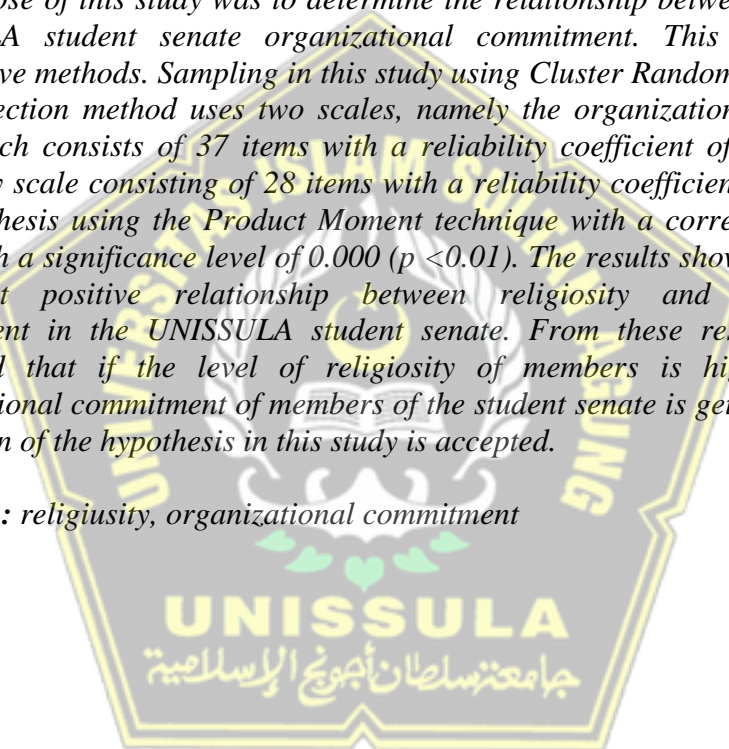 ose of this study was to determine the relationship betwe
A student senate organizational commitment. This
ve methods. Sampling in this study using Cluster Random
ection method uses two scales, namely the organization
ch consists of 37 items with a reliability coefficient of
y scale consisting of 28 items with a reliability coefficien
hesis using the Product Moment technique with a corre
h a significance level of 0.000 (p <0.01). The results show
t positive relationship between religiosity and
ent in the UNISSULA student senate. From these res
d that if the level of religiosity of members is hi
ional commitment of members of the student senate is get
n of the hypothesis in this study is accepted.
: religiusity, organizational commitment
UNIVERSITAS ISLAM SULTAN AGUNG
UNISSULA
جامعة سلطان أجونج الإسلامية